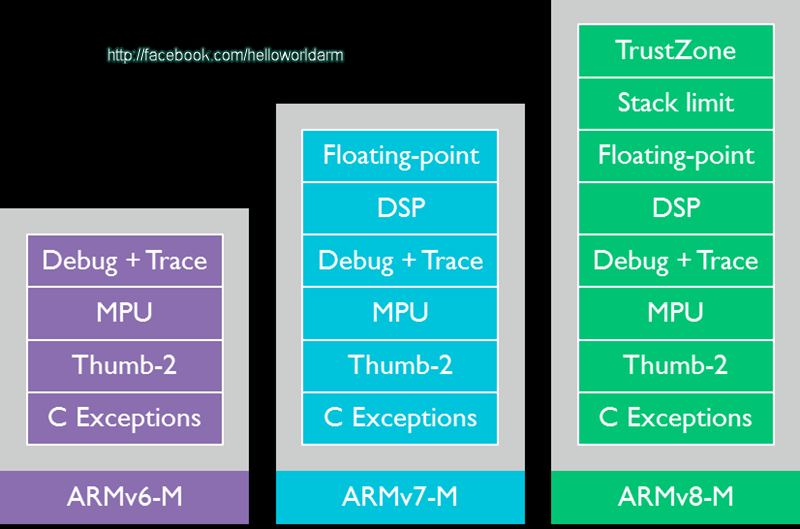 http://facebook.com/helloworldarm
Debug + Trace
MPU
Thumb-2
C Exceptions
ARMv6-M
Floating-point
DSP
Debug + Trace
MPU
Thumb-2
C Exceptions
ARMv7-M
TrustZone
Stack limit
Floating-point
DSP
Debug + Trace
MPU
Thumb-2
C Exceptions
ARMv8-M